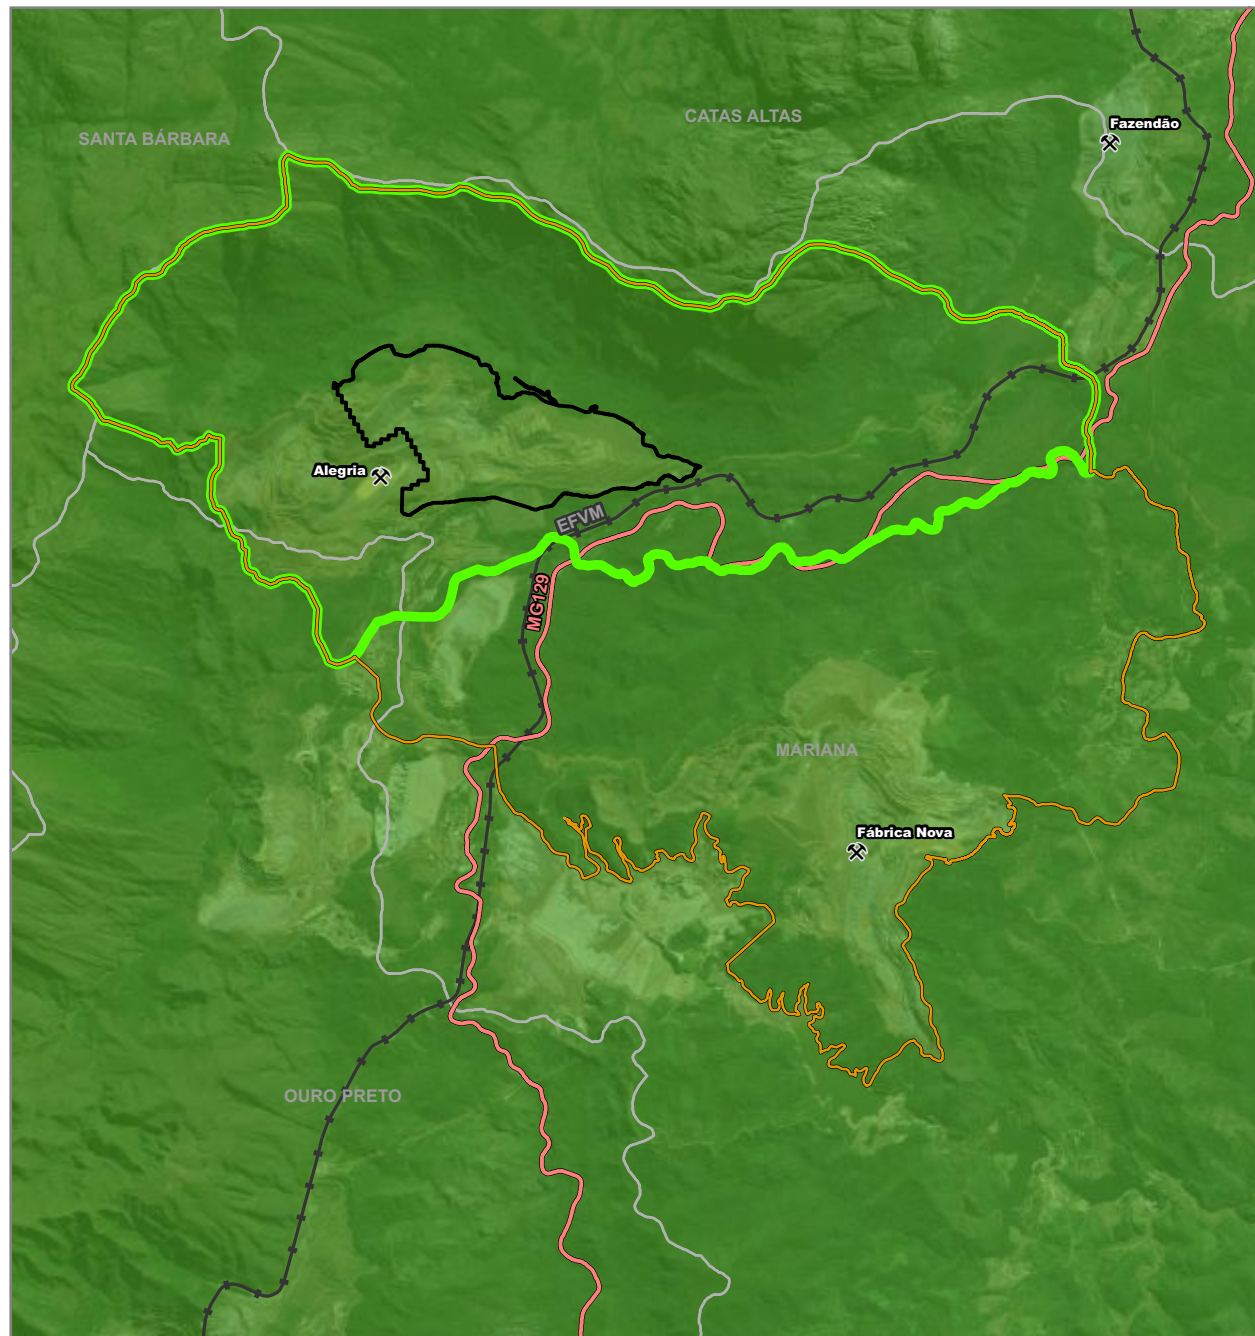 CATAS ALTAS
Fazendão
SANTA BÁRBARA
Alegria
EFVM
MG129
MARIANA
Fábrica Nova
OURO PRETO